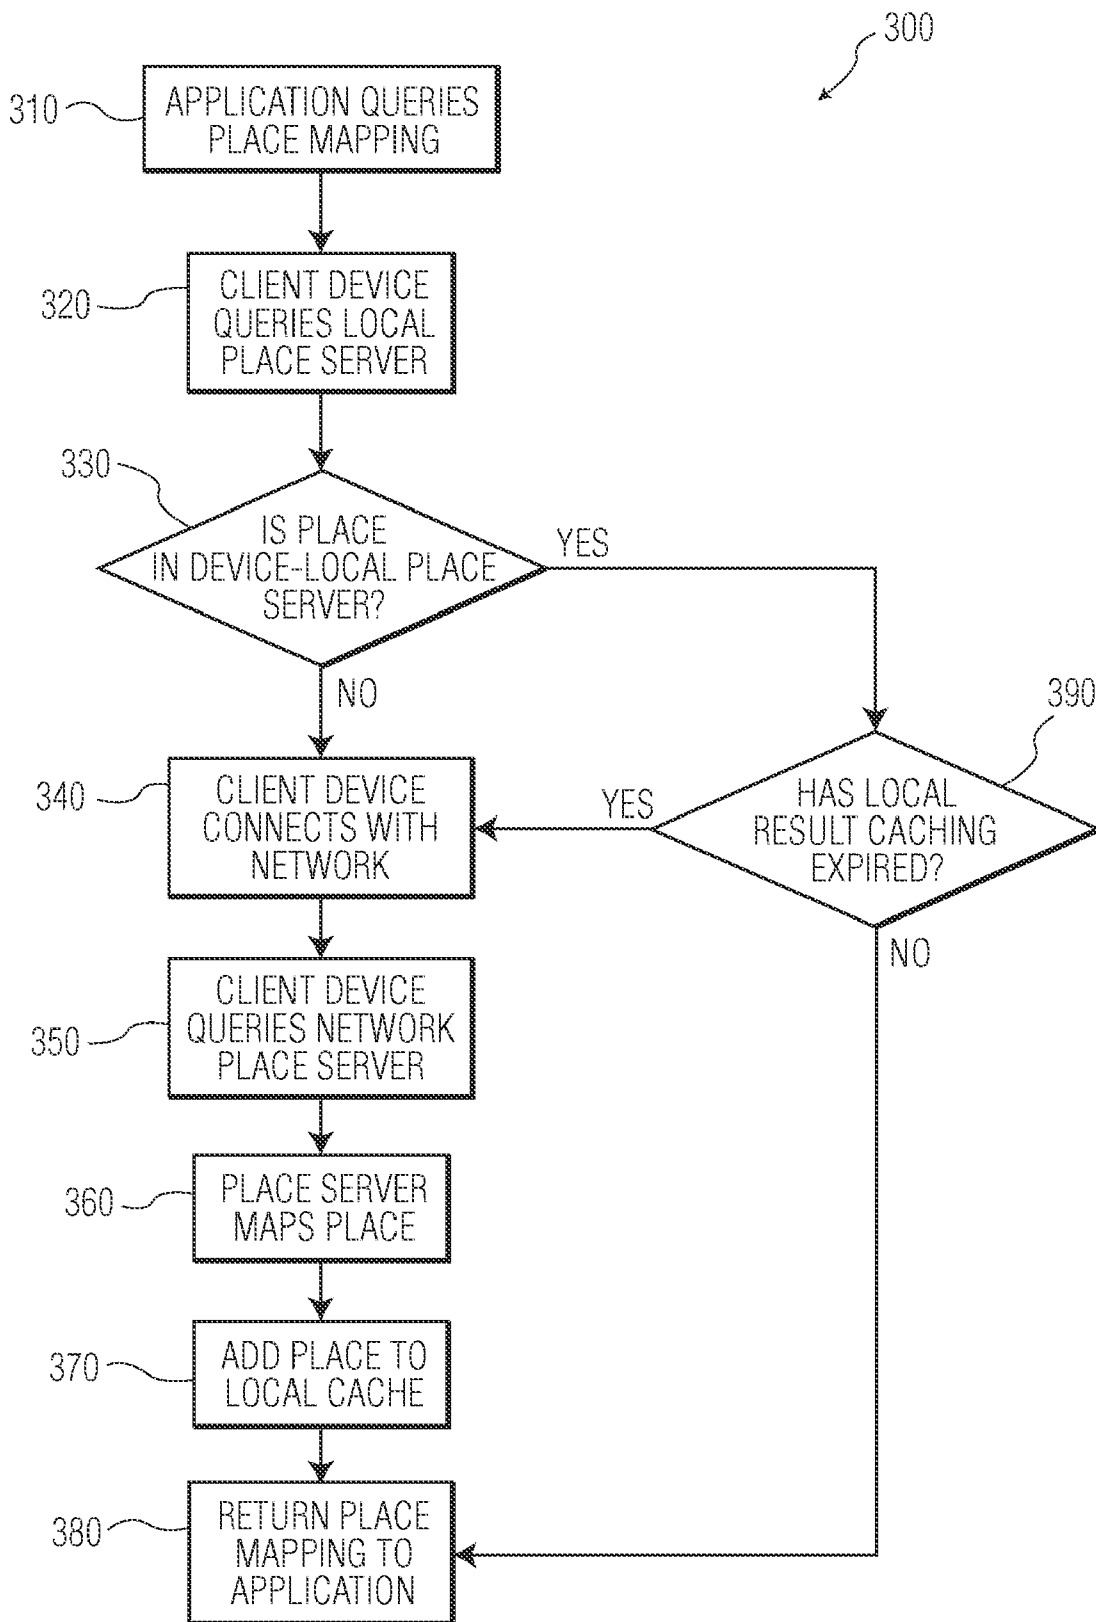 300
310
APPLICATION QUERIES
PLACE MAPPING
320
CLIENT DEVICE
QUERIES LOCAL
PLACE SERVER
330
IS PLACE
IN DEVICE-LOCAL PLACE
SERVER?
YES
NO
390
HAS LOCAL
RESULT CACHING
EXPIRED?
YES
NO
340
CLIENT DEVICE
CONNECTS WITH
NETWORK
350
CLIENT DEVICE
QUERIES NETWORK
PLACE SERVER
360
PLACE SERVER
MAPS PLACE
370
ADD PLACE TO
LOCAL CACHE
380
RETURN PLACE
MAPPING TO
APPLICATION